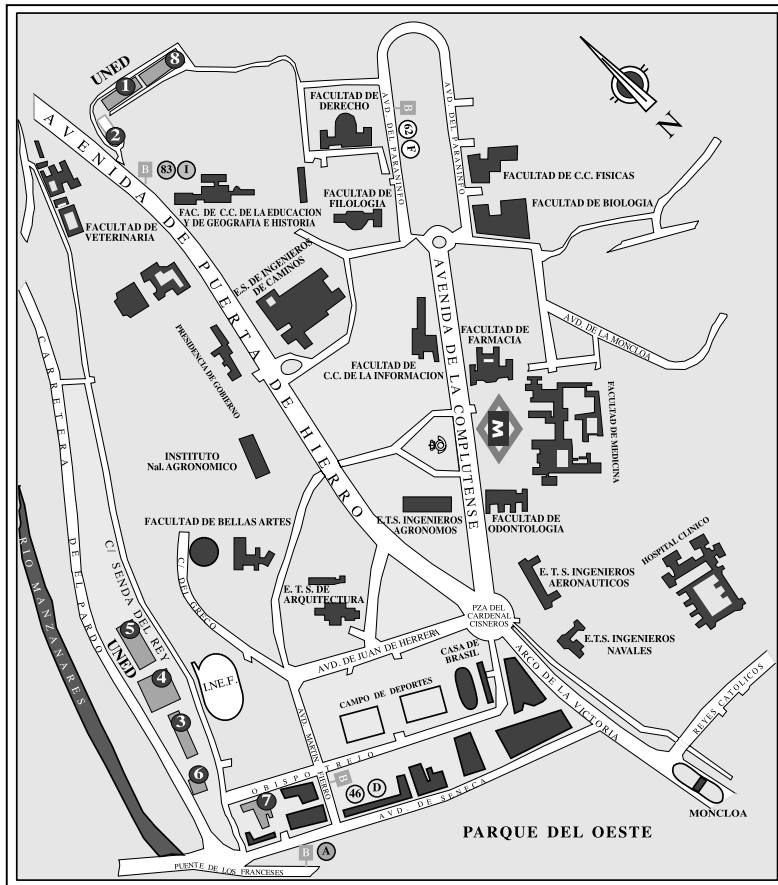 UNED
8
1
2
AVENIDA DE PUERTA DE HIERRO
B 83 I
FACULTAD DE
DERECHO
AVD. DEL PARANINFO
B
62
F
AVD. DEL PARANINFO
N
FACULTAD DE C.C. FISICAS
FACULTAD DE BIOLOGIA
FACULTAD DE
FILOLOGIA
FAC. DE C.C. DE LA EDUCACION
Y DE GEOGRAFIA E HISTORIA
FACULTAD DE
VETERINARIA
E.S. DE INGENIEROS
DE CAMINOS
AVENIDA DE LA COMPLUTENSE
AVD. DE LA MONCLOA
PRESIDENCIA DE GOBIERNO
FACULTAD DE
FARMACIA
FACULTAD DE
C.C. DE LA INFORMACION
FACULTAD DE MEDICINA
M
CARRETERA DE EL PARDO
INSTITUTO
Nal. AGRONOMICO
RIO MANZANARES
C/ SENDA DEL REY
FACULTAD DE BELLAS ARTES
E.T.S. INGENIEROS
AGRONOMOS
FACULTAD DE
ODONTOLOGIA
HOSPITAL CLINICO
E. T. S. INGENIEROS
AERONAUTICOS
C/ DEL GRECO
E. T. S. DE
ARQUITECTURA
PZA DEL
CARDENAL
CISNEROS
E.T.S. INGENIEROS
NAVALES
AVD. DE JUAN DE HERRERA
CASA DE
BRASIL
ARCO DE LA VICTORIA
REYES CATOLICOS
UNED
5
4
3
6
I.NE.F.
CAMPO DE DEPORTES
AVD. MARTIN FIERRO
OBISPO TREJO
B
46 D
7
AVD. DE SENECA
MONCLOA
PARQUE DEL OESTE
B A
PUENTE DE LOS FRANCESES